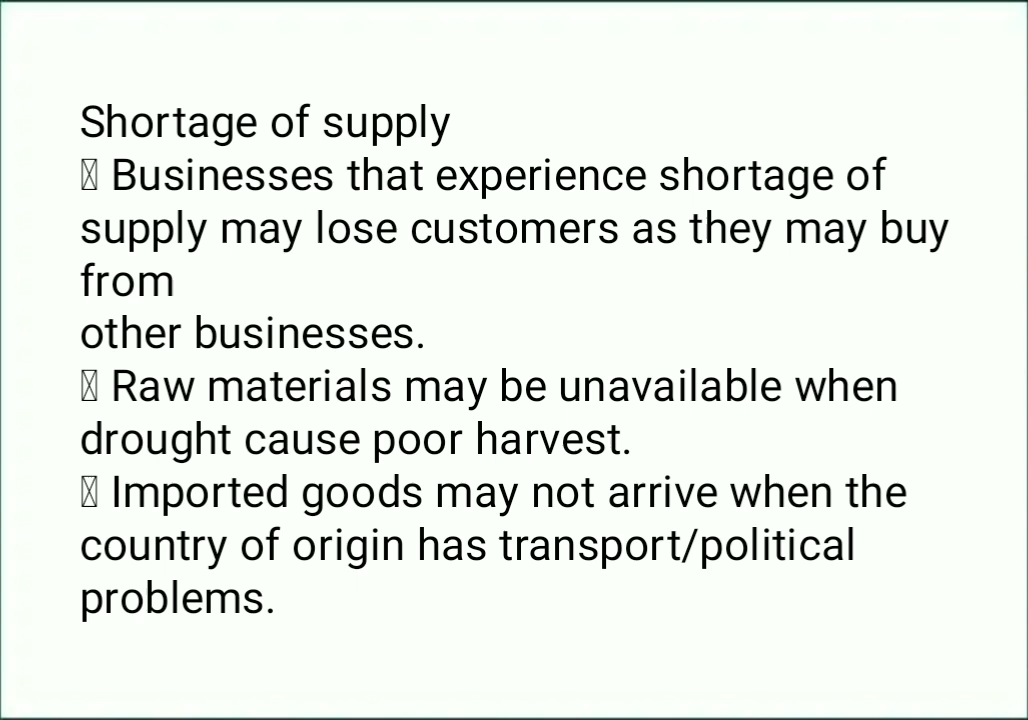 Shortage of supply
 Businesses that experience shortage of
supply may lose customers as they may buy
from
other businesses.
 Raw materials may be unavailable when
drought cause poor harvest.
 Imported goods may not arrive when the
country of origin has transport/political
problems.